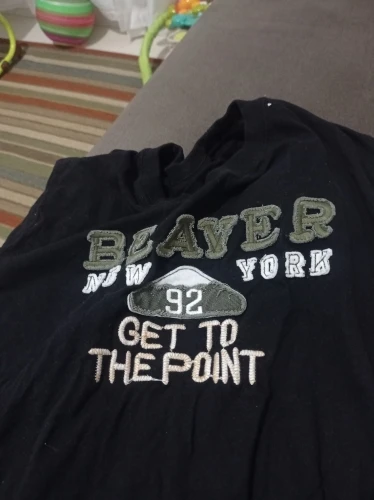 BEAVER
NEW YORK
92
GET TO
THE POINT